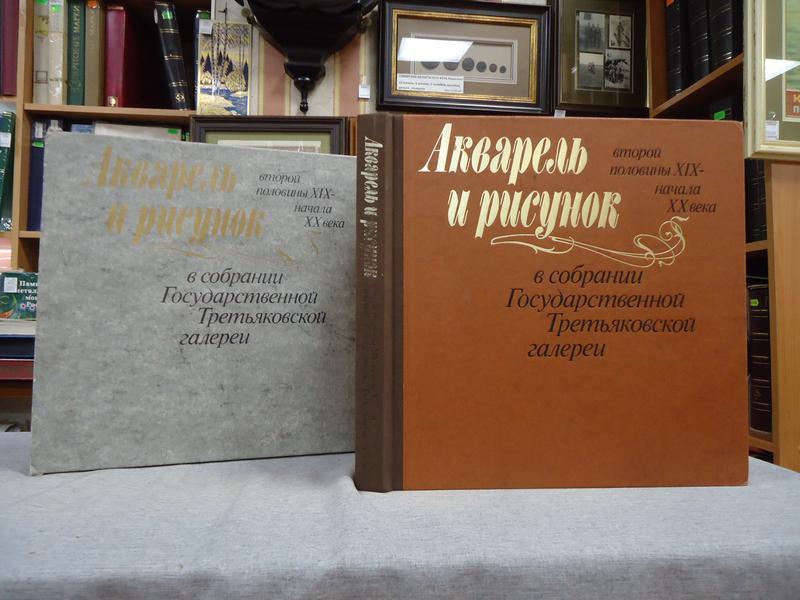 Акварель
и рисунок
второй
половины XIX-
начала
XX века
в собрании
Государственной
Третьяковской
галереи
Акварель и рисунок
Акварель
и рисунок
второй
половины XIX-
начала
XX века
в собрании
Государственной
Третьяковской
галереи